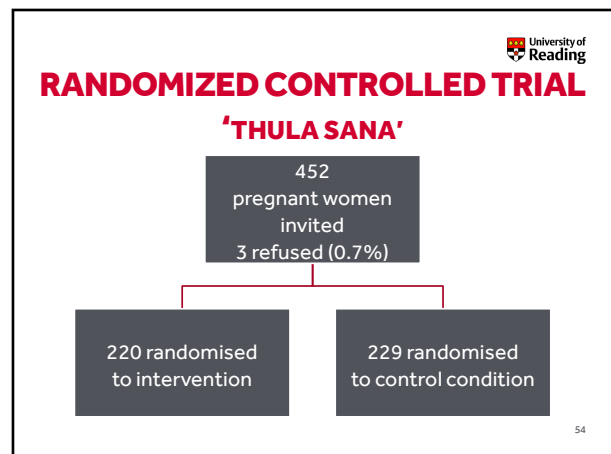 University of
Reading
RANDOMIZED CONTROLLED TRIAL
‘THULA SANA’
452
pregnant women
invited
3 refused (0.7%)
220 randomised
to intervention
229 randomised
to control condition
54